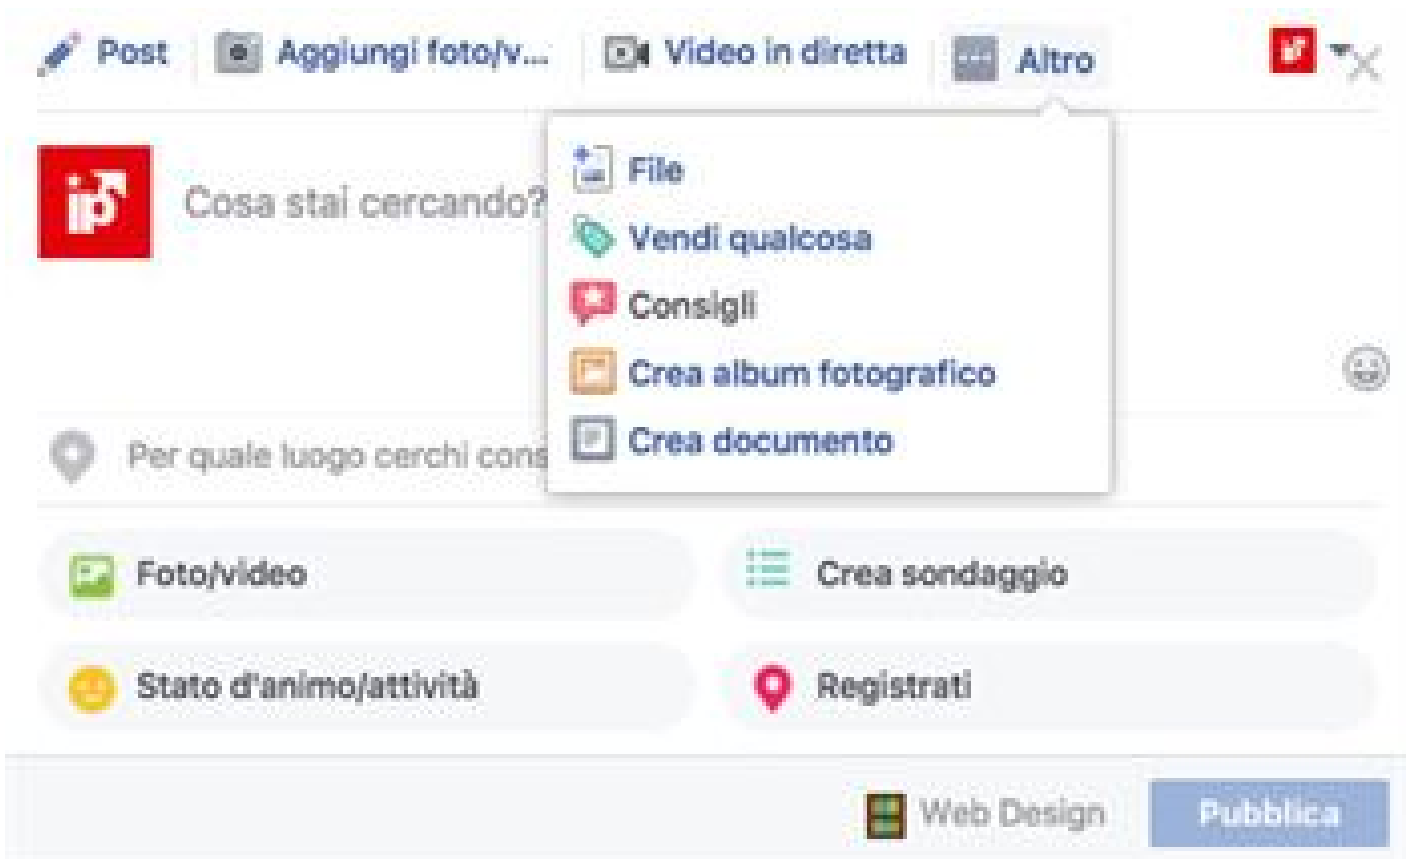 Post Aggiungi foto/v... Video in diretta Altro
ip
Cosa stai cercando?
File
Vendi qualcosa
Consigli
Crea album fotografico
Crea documento
Per quale luogo cerchi cons
Foto/video Crea sondaggio
Stato d'animo/attività Registrati
Web Design Pubblica